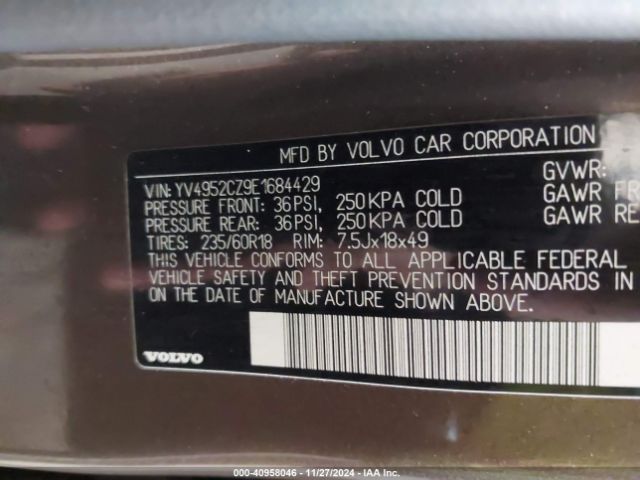 MFD BY VOLVO CAR CORPORATION
VIN: YV4952CZ9E1684429 GVWR:
PRESSURE FRONT: 36PSI, 250KPA COLD GAWR
PRESSURE REAR: 36PSI, 250KPA COLD GAWR
TIRES: 235/60R18 RIM: 7.5Jx18x49
THIS VEHICLE CONFORMS TO ALL APPLICABLE FEDERAL
VEHICLE SAFETY AND THEFT PREVENTION STANDARDS IN
ON THE DATE OF MANUFACTURE SHOWN ABOVE.
VOLVO
000-40958046 — 11/27/2024 — IAA Inc.